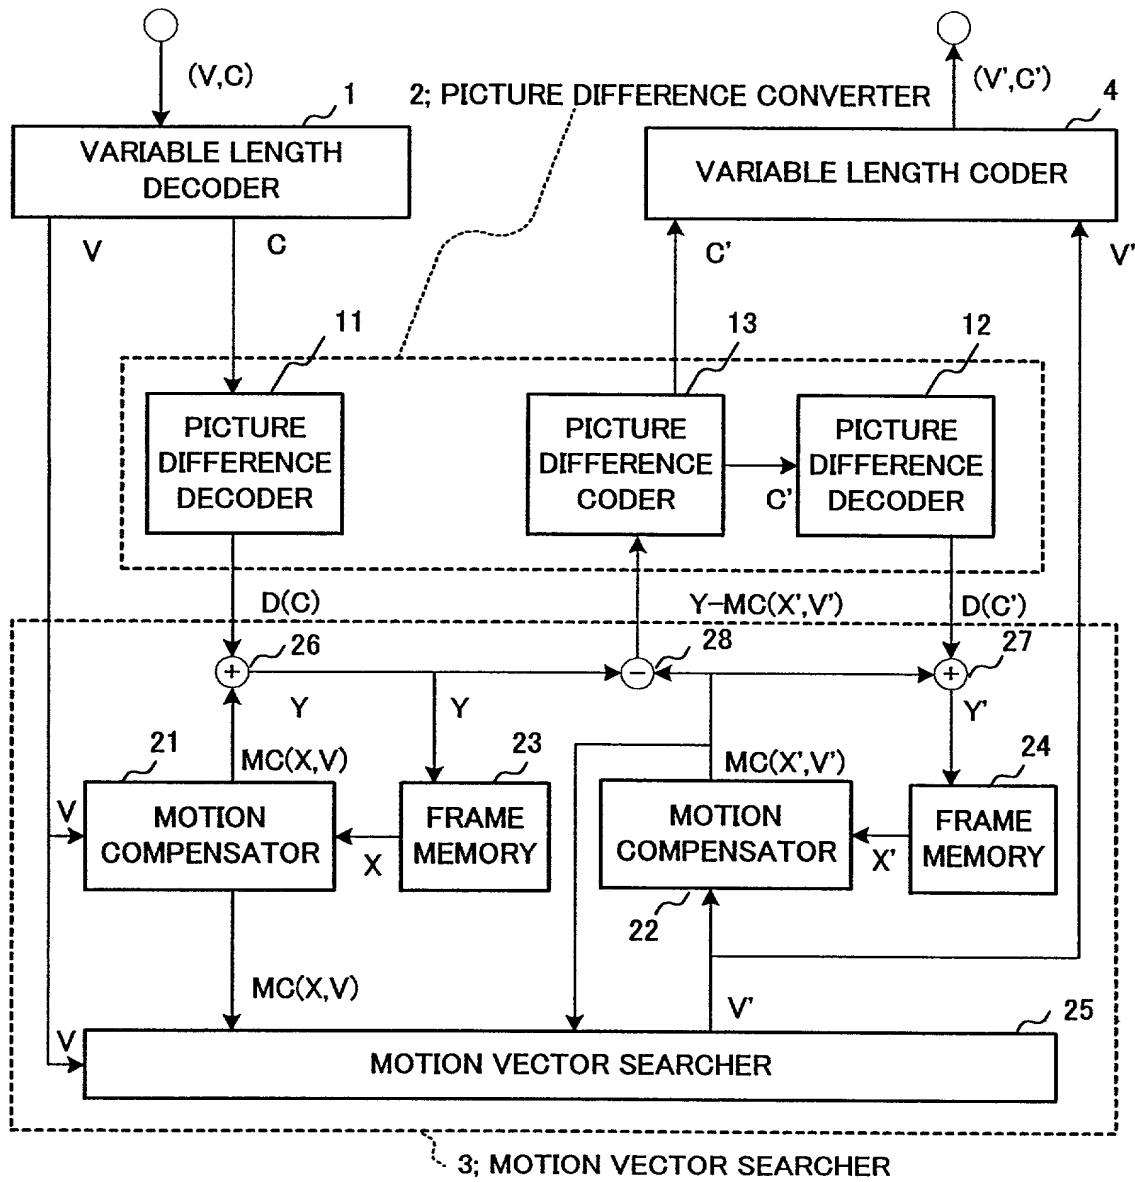 (V,C)
(V',C')
1
2; PICTURE DIFFERENCE CONVERTER
4
VARIABLE LENGTH
DECODER
VARIABLE LENGTH CODER
V
C
C'
V'
11
13
12
PICTURE
DIFFERENCE
DECODER
PICTURE
DIFFERENCE
CODER
C'
PICTURE
DIFFERENCE
DECODER
D(C)
Y-MC(X',V')
D(C')
+
26
-
28
+
27
Y
Y
Y'
21
MC(X,V)
23
MC(X',V')
24
V
MOTION
COMPENSATOR
X
FRAME
MEMORY
MOTION
COMPENSATOR
X'
FRAME
MEMORY
22
MC(X,V)
V'
25
V
MOTION VECTOR SEARCHER
3; MOTION VECTOR SEARCHER